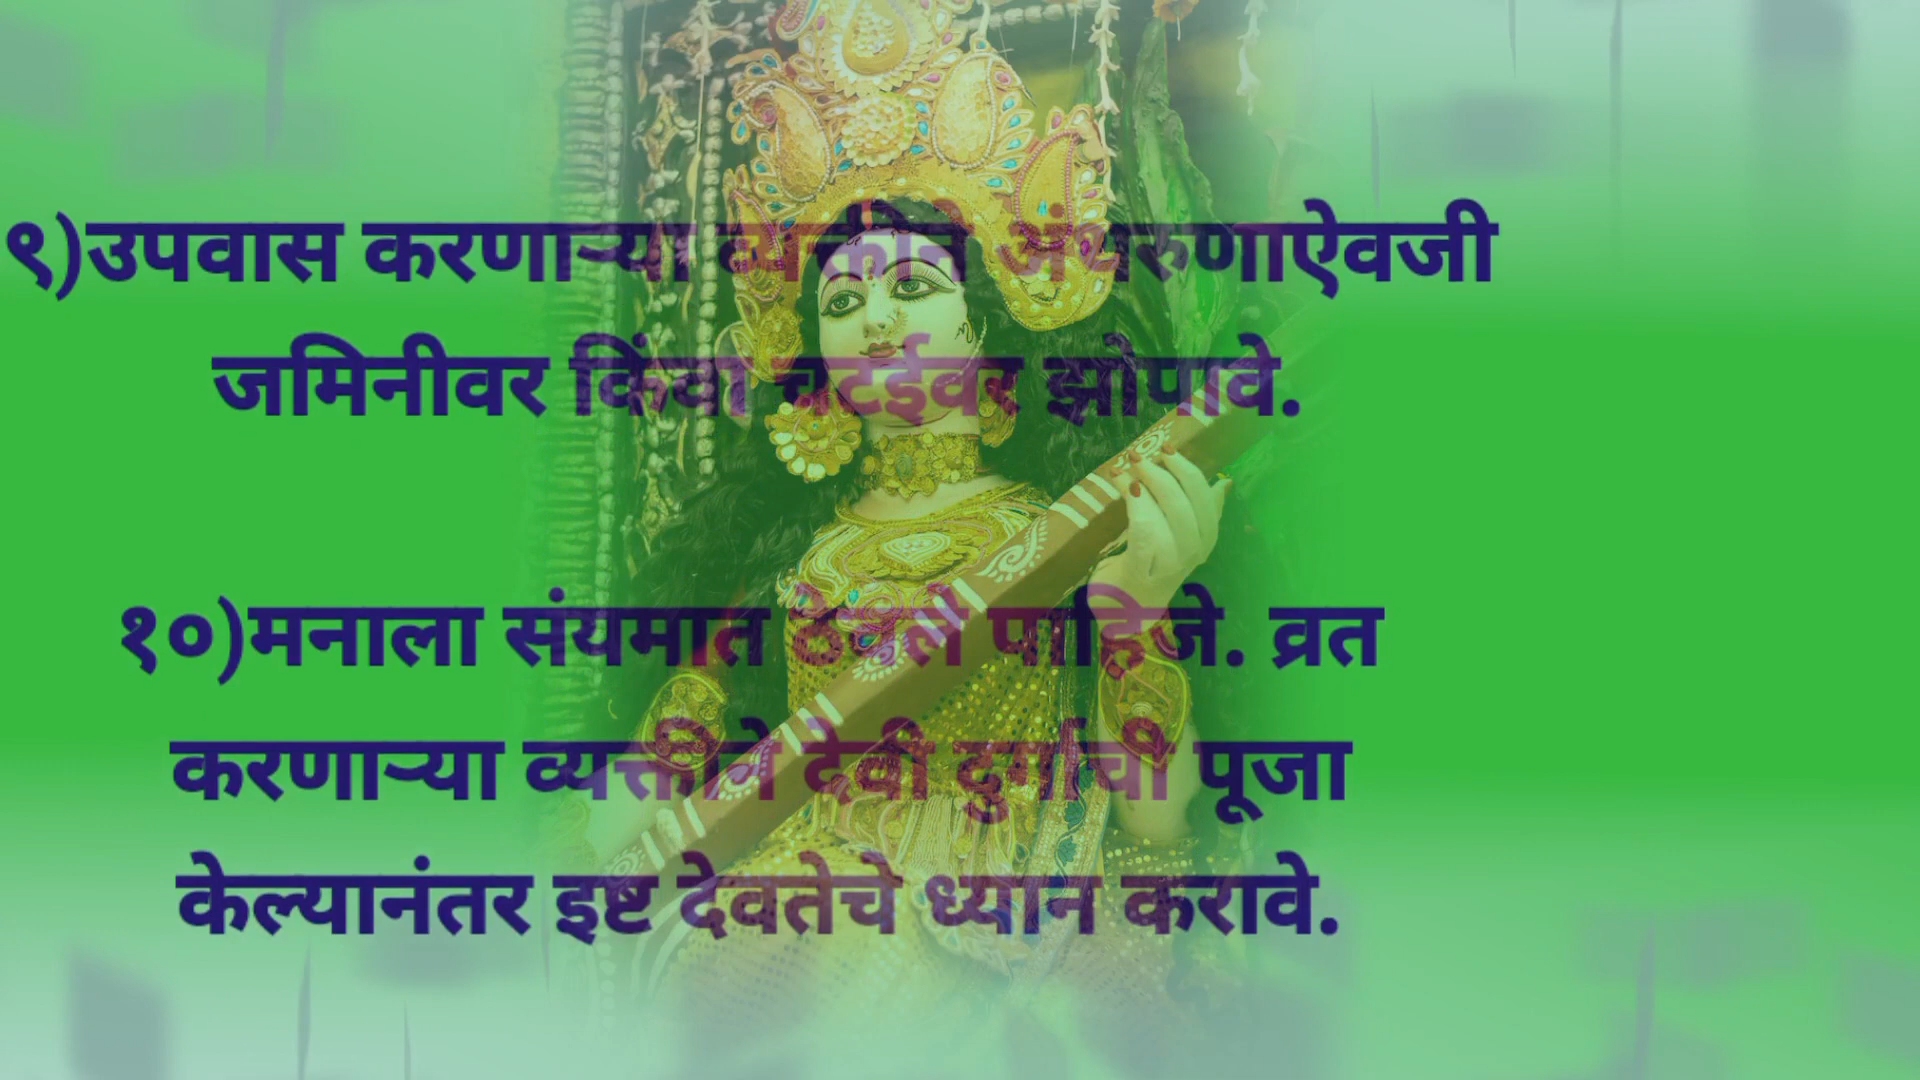 ९)उपवास करणाऱ्या व्यक्तीने अंथरुणाऐवजी
जमिनीवर किंवा चटईवर झोपावे.
१०)मनाला संयमात ठेवले पाहिजे. व्रत
करणाऱ्या व्यक्तीने देवी दुर्गाची पूजा
केल्यानंतर इष्ट देवतेचे ध्यान करावे.